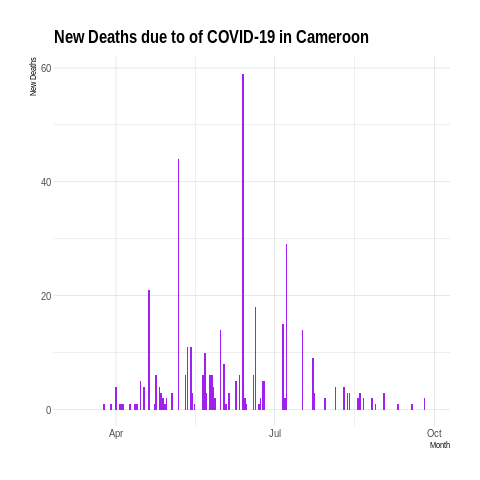 New Deaths due to of COVID-19 in Cameroon
New Deaths
60
40
20
0
Apr
Jul
Oct
Month